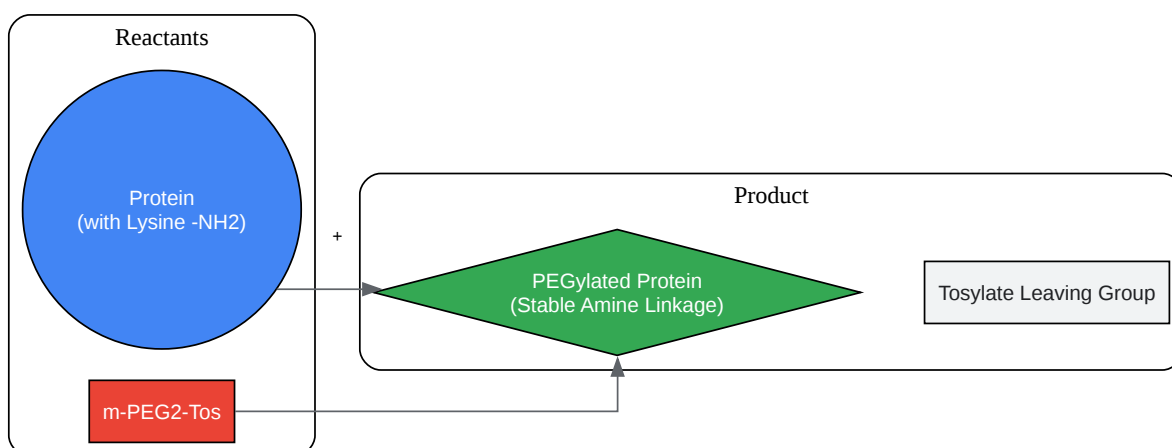 Reactants
Protein
(with Lysine -NH2)
m-PEG2-Tos
+
Product
PEGylated Protein
(Stable Amine Linkage)
Tosylate Leaving Group